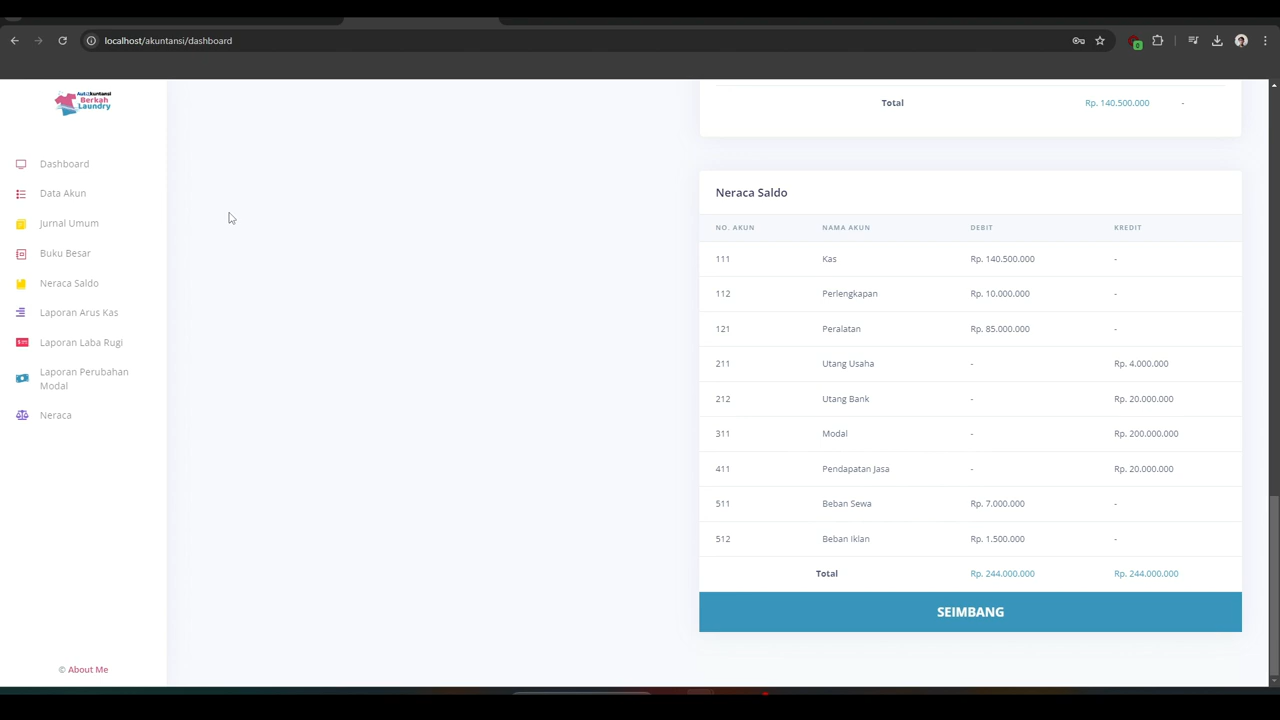 localhost/akuntansi/dashboard
0
AutoAkuntansi
Berkah
Laundry
Dashboard
Data Akun
Jurnal Umum
Buku Besar
Neraca Saldo
Laporan Arus Kas
Laporan Laba Rugi
Laporan Perubahan
Modal
Neraca
© About Me
Total Rp. 140.500.000 -
Neraca Saldo
NO. AKUN NAMA AKUN DEBIT KREDIT
111 Kas Rp. 140.500.000 -
112 Perlengkapan Rp. 10.000.000 -
121 Peralatan Rp. 85.000.000 -
211 Utang Usaha - Rp. 4.000.000
212 Utang Bank - Rp. 20.000.000
311 Modal - Rp. 200.000.000
411 Pendapatan Jasa - Rp. 20.000.000
511 Beban Sewa Rp. 7.000.000 -
512 Beban Iklan Rp. 1.500.000 -
Total Rp. 244.000.000 Rp. 244.000.000
SEIMBANG